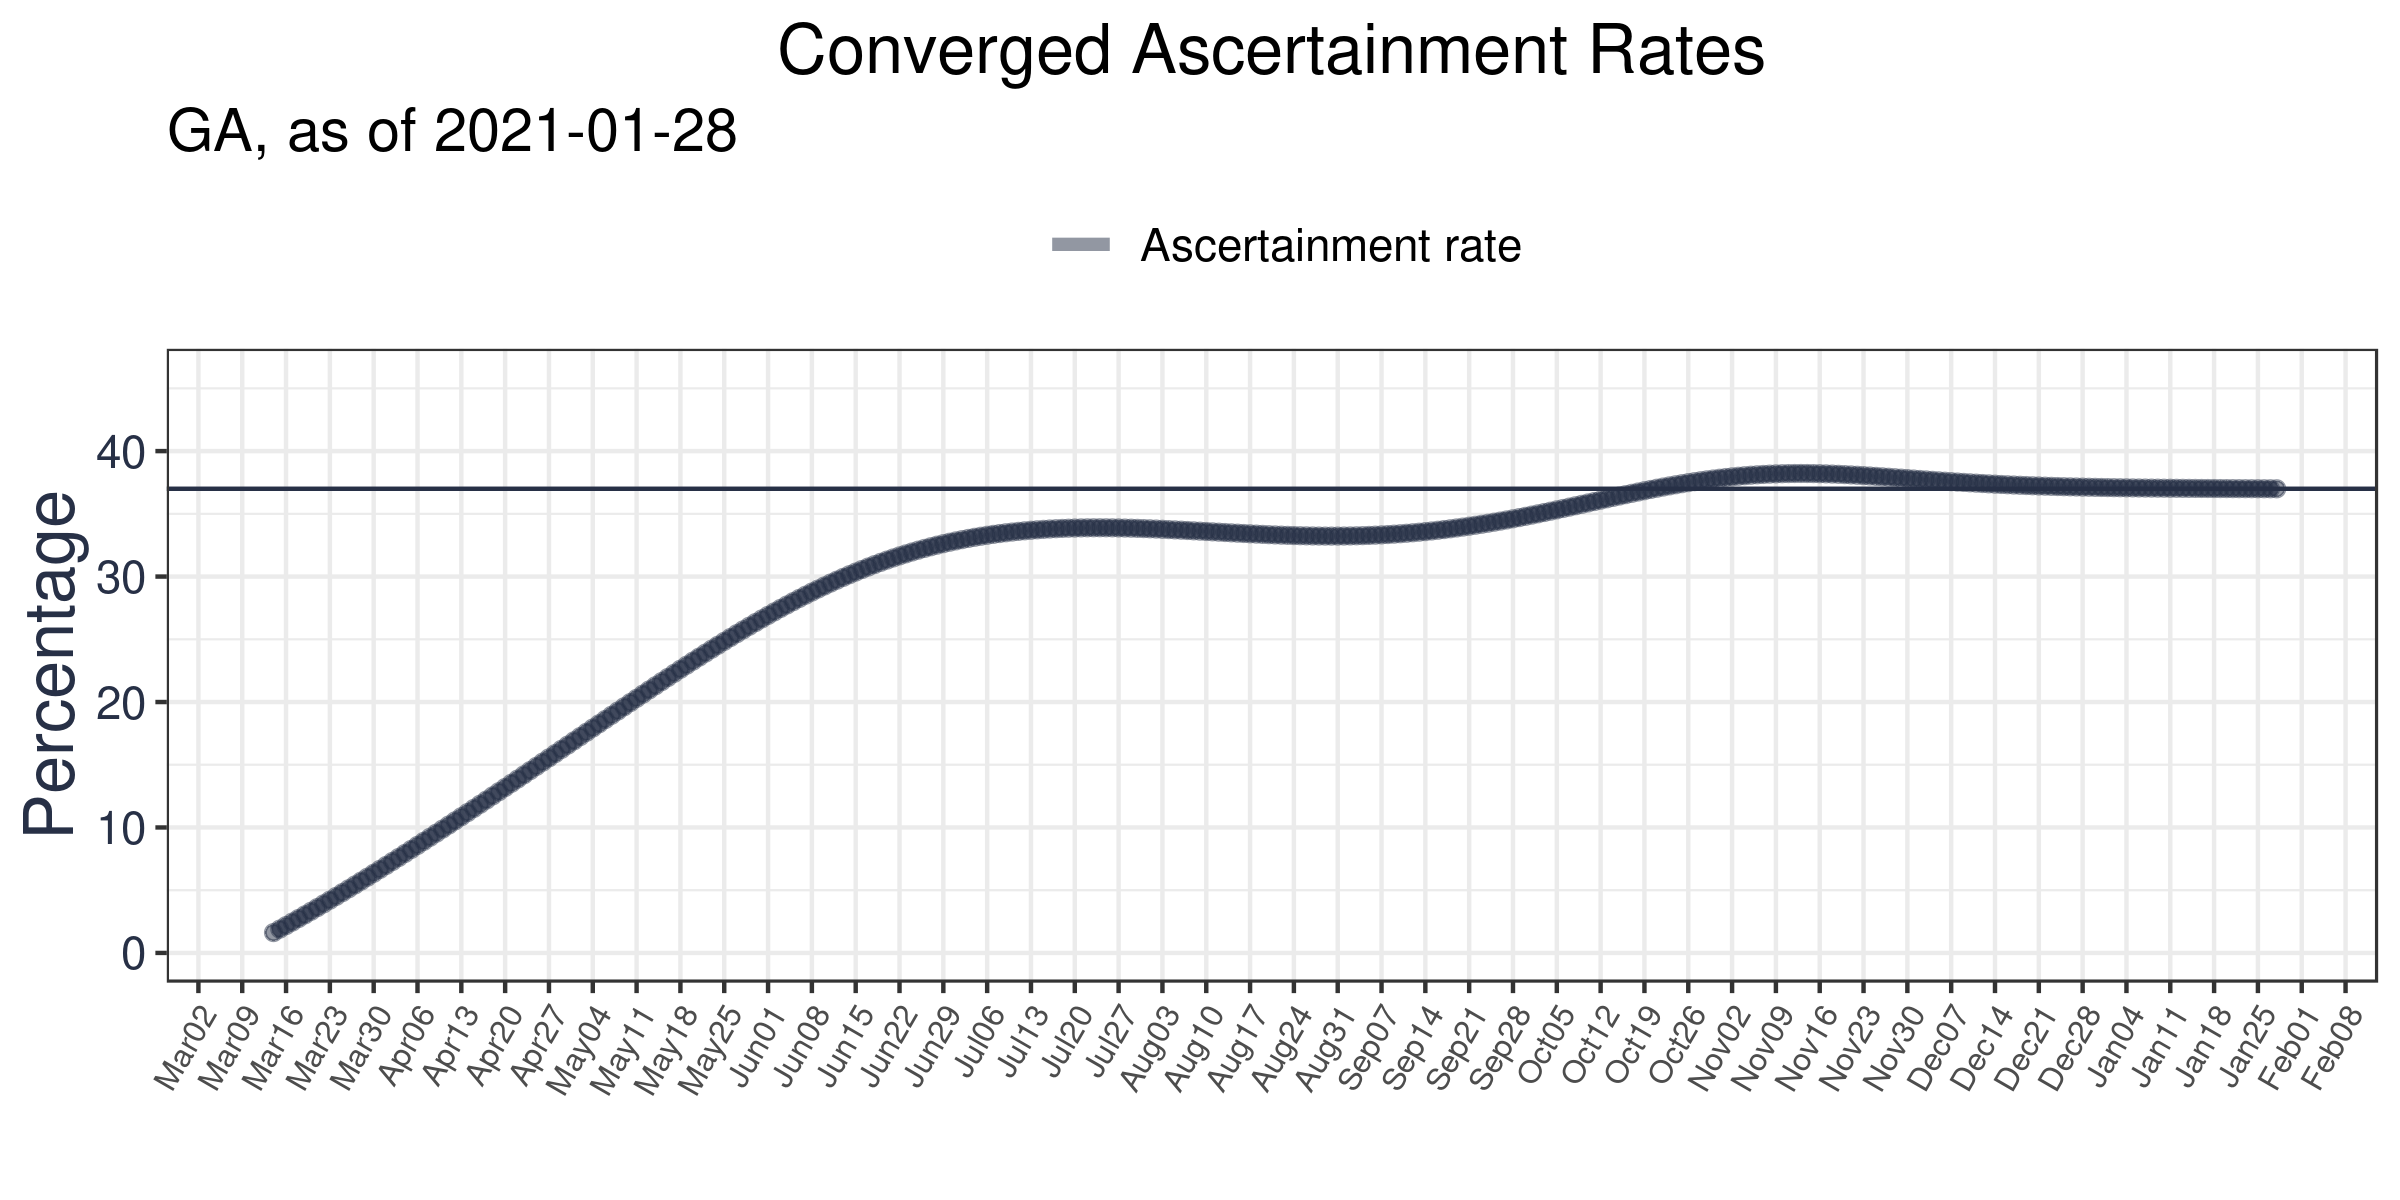 Converged Ascertainment Rates
GA, as of 2021-01-28
Ascertainment rate
Percentage
40
30
20
10
0
Mar02
Mar09
Mar16
Mar23
Mar30
Apr06
Apr13
Apr20
Apr27
May04
May11
May18
May25
Jun01
Jun08
Jun15
Jun22
Jun29
Jul06
Jul13
Jul20
Jul27
Aug03
Aug10
Aug17
Aug24
Aug31
Sep07
Sep14
Sep21
Sep28
Oct05
Oct12
Oct19
Oct26
Nov02
Nov09
Nov16
Nov23
Nov30
Dec07
Dec14
Dec21
Dec28
Jan04
Jan11
Jan18
Jan25
Feb01
Feb08